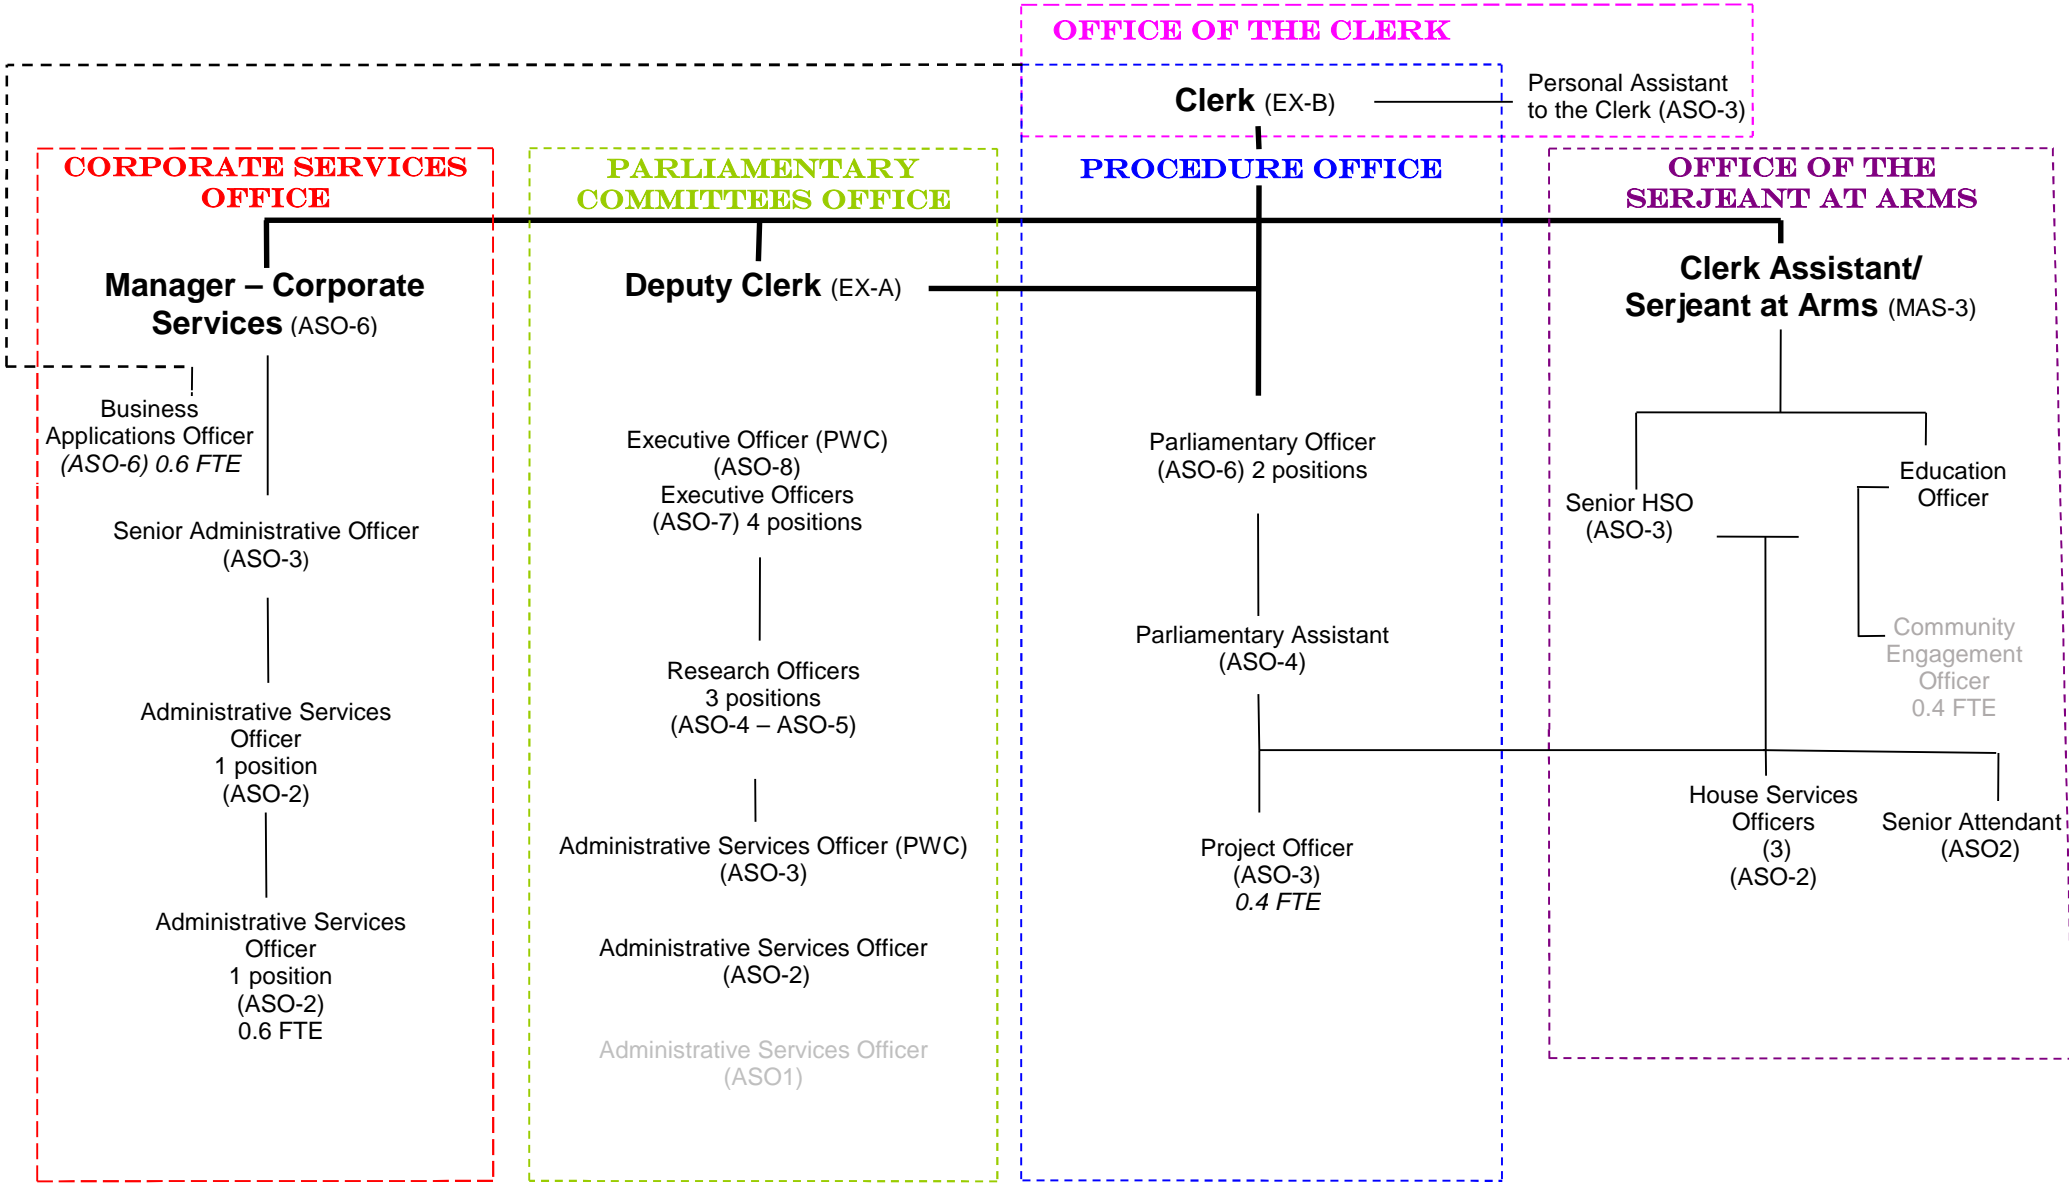 OFFICE OF THE CLERK
Clerk (EX-B)
Personal Assistant
to the Clerk (ASO-3)
CORPORATE SERVICES
OFFICE
Manager – Corporate
Services (ASO-6)
Business
Applications Officer
(ASO-6) 0.6 FTE
Senior Administrative Officer
(ASO-3)
Administrative Services
Officer
1 position
(ASO-2)
Administrative Services
Officer
1 position
(ASO-2)
0.6 FTE
PARLIAMENTARY
COMMITTEES OFFICE
Deputy Clerk (EX-A)
Executive Officer (PWC)
(ASO-8)
Executive Officers
(ASO-7) 4 positions
Research Officers
3 positions
(ASO-4 – ASO-5)
Administrative Services Officer (PWC)
(ASO-3)
Administrative Services Officer
(ASO-2)
Administrative Services Officer
(ASO1)
PROCEDURE OFFICE
Parliamentary Officer
(ASO-6) 2 positions
Parliamentary Assistant
(ASO-4)
Project Officer
(ASO-3)
0.4 FTE
OFFICE OF THE
SERJEANT AT ARMS
Clerk Assistant/
Serjeant at Arms (MAS-3)
Senior HSO
(ASO-3)
Education
Officer
Community
Engagement
Officer
0.4 FTE
House Services
Officers
(3)
(ASO-2)
Senior Attendant
(ASO2)